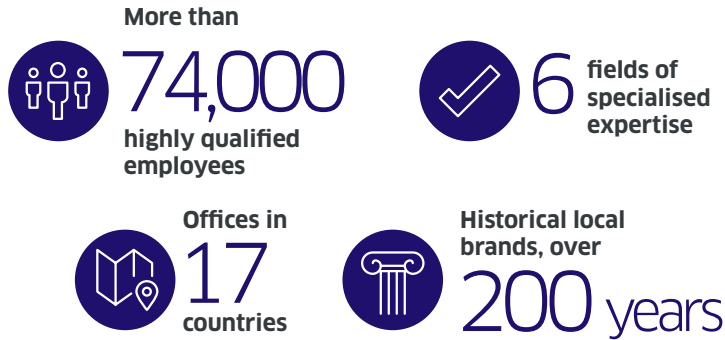 More than
74,000
highly qualified
employees
6
fields of
specialised
expertise
Offices in
17
countries
Historical local
brands, over
200 years